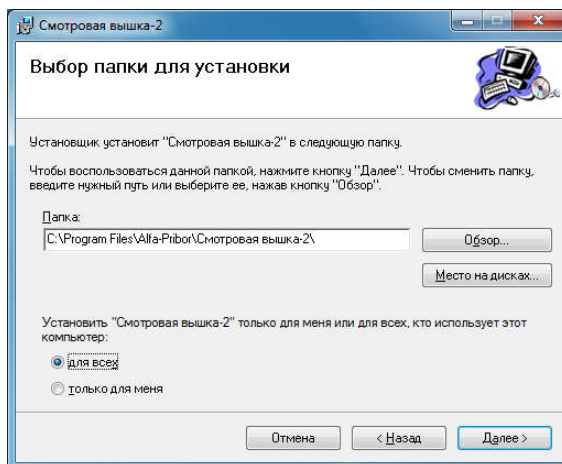 Смотровая вышка-2
Выбор папки для установки
Установщик установит "Смотровая вышка-2" в следующую папку.
Чтобы воспользоваться данной папкой, нажмите кнопку "Далее". Чтобы сменить папку,
введите нужный путь или выберите ее, нажав кнопку "Обзор".
Папка:
C:\Program Files\Alfa-Pribor\Смотровая вышка-2\
Обзор...
Место на дисках...
Установить "Смотровая вышка-2" только для меня или для всех, кто использует этот
компьютер:
для всех
только для меня
Отмена
< Назад
Далее >